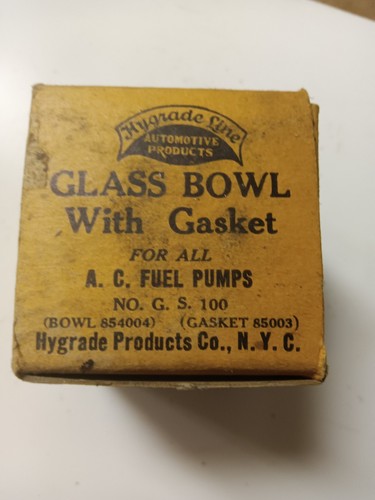 Hygrade Line
AUTOMOTIVE
PRODUCTS
GLASS BOWL
With Gasket
FOR ALL
A. C. FUEL PUMPS
NO. G. S. 100
(BOWL 854004) (GASKET 85003)
Hygrade Products Co., N. Y. C.